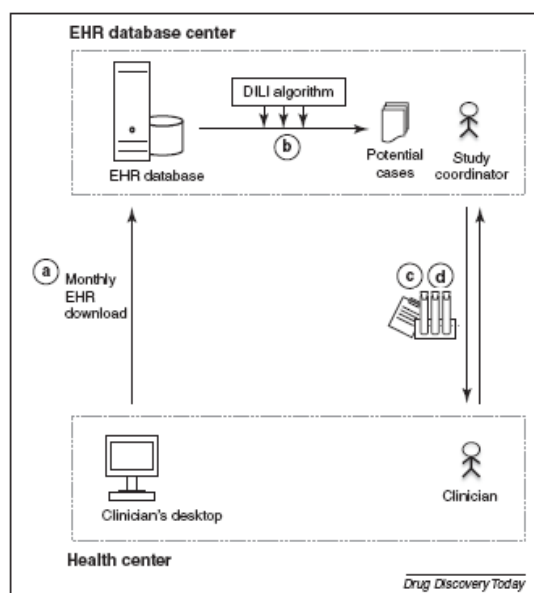 EHR database center
DILI algorithm
b
EHR database
Potential
cases
Study
coordinator
a
Monthly
EHR
download
c d
Clinician's desktop
Clinician
Health center
Drug Discovery Today